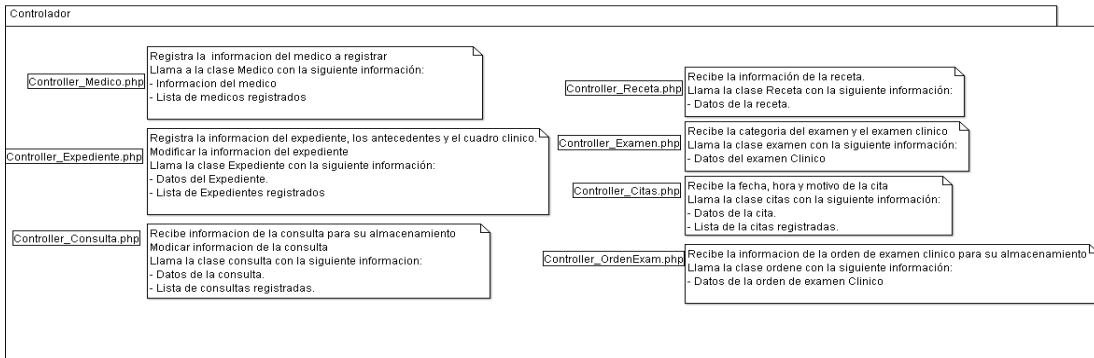 Controlador
Controller_Medico.php
Registra la informacion del medico a registrar
Llama a la clase Medico con la siguiente información:
- Informacion del medico
- Lista de medicos registrados
Controller_Expediente.php
Registra la informacion del expediente, los antecedentes y el cuadro clinico.
Modificar la informacion del expediente
Llama la clase Expediente con la siguiente información:
- Datos del Expediente.
- Lista de Expedientes registrados
Controller_Consulta.php
Recibe informacion de la consulta para su almacenamiento
Modicar informacion de la consulta
Llama la clase consulta con la siguiente informacion:
- Datos de la consulta.
- Lista de consultas registradas.
Controller_Receta.php
Recibe la información de la receta.
Llama la clase Receta con la siguiente información:
- Datos de la receta.
Controller_Examen.php
Recibe la categoria del examen y el examen clinico
Llama la clase examen con la siguiente información:
- Datos del examen Clinico
Controller_Citas.php
Recibe la fecha, hora y motivo de la cita
Llama la clase citas con la siguiente información:
- Datos de la cita.
- Lista de la citas registradas.
Controller_OrdenExam.php
Recibe la informacion de la orden de examen clinico para su almacenamiento
Llama la clase ordene con la siguiente información:
- Datos de la orden de examen Clinico